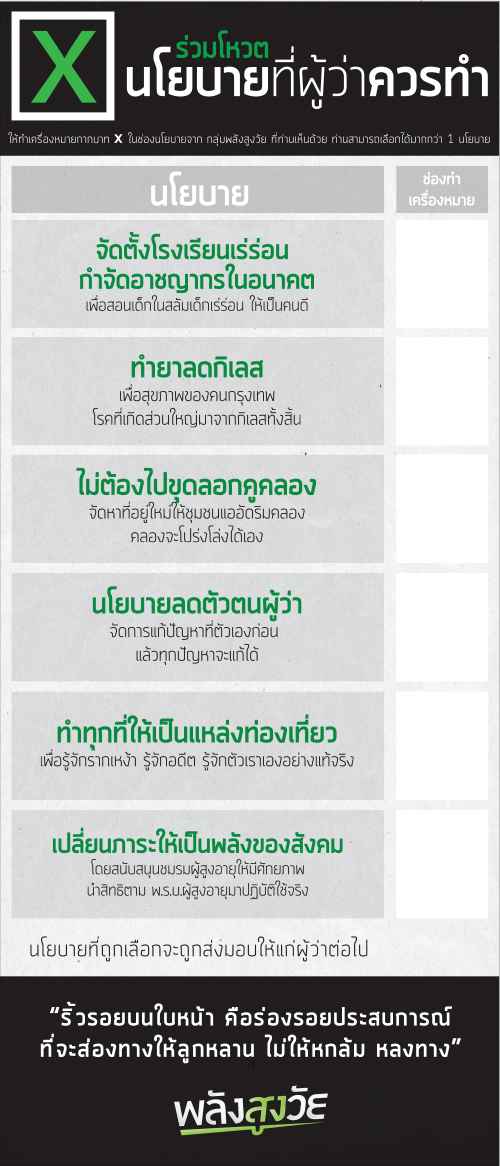 X
ร่วมโหวต
นโยบายที่ผู้ว่าควรทำ
ให้ทำเครื่องหมายกากบาท X ในช่องนโยบายจาก กลุ่มพลังสูงวัย ที่ท่านเห็นด้วย ท่านสามารถเลือกได้มากกว่า 1 นโยบาย
นโยบาย
ช่องทำ
เครื่องหมาย
จัดตั้งโรงเรียนเร่ร่อน
กำจัดอาชญากรในอนาคต
เพื่อสอนเด็กในสลัมเด็กเร่ร่อน ให้เป็นคนดี
ทำยาลดกิเลส
เพื่อสุขภาพของคนกรุงเทพ
โรคที่เกิดส่วนใหญ่มาจากกิเลสทั้งสิ้น
ไม่ต้องไปขุดลอกคูคลอง
จัดหาที่อยู่ใหม่ให้ชุมชนแออัดริมคลอง
คลองจะโปร่งโล่งได้เอง
นโยบายลดตัวตนผู้ว่า
จัดการแก้ปัญหาที่ตัวเองก่อน
แล้วทุกปัญหาจะแก้ได้
ทำทุกที่ให้เป็นแหล่งท่องเที่ยว
เพื่อรู้จักรากเหง้า รู้จักอดีต รู้จักตัวเราเองอย่างแท้จริง
เปลี่ยนภาระให้เป็นพลังของสังคม
โดยสนับสนุนชมรมผู้สูงอายุให้มีศักยภาพ
นำสิทธิตาม พ.ร.บ.ผู้สูงอายุมาปฏิบัติใช้จริง
นโยบายที่ถูกเลือกจะถูกส่งมอบให้แก่ผู้ว่าต่อไป
“ริ้วรอยบนใบหน้า คือร่องรอยประสบการณ์
ที่จะส่องทางให้ลูกหลาน ไม่ให้หกล้ม หลงทาง”
พลังสูงวัย